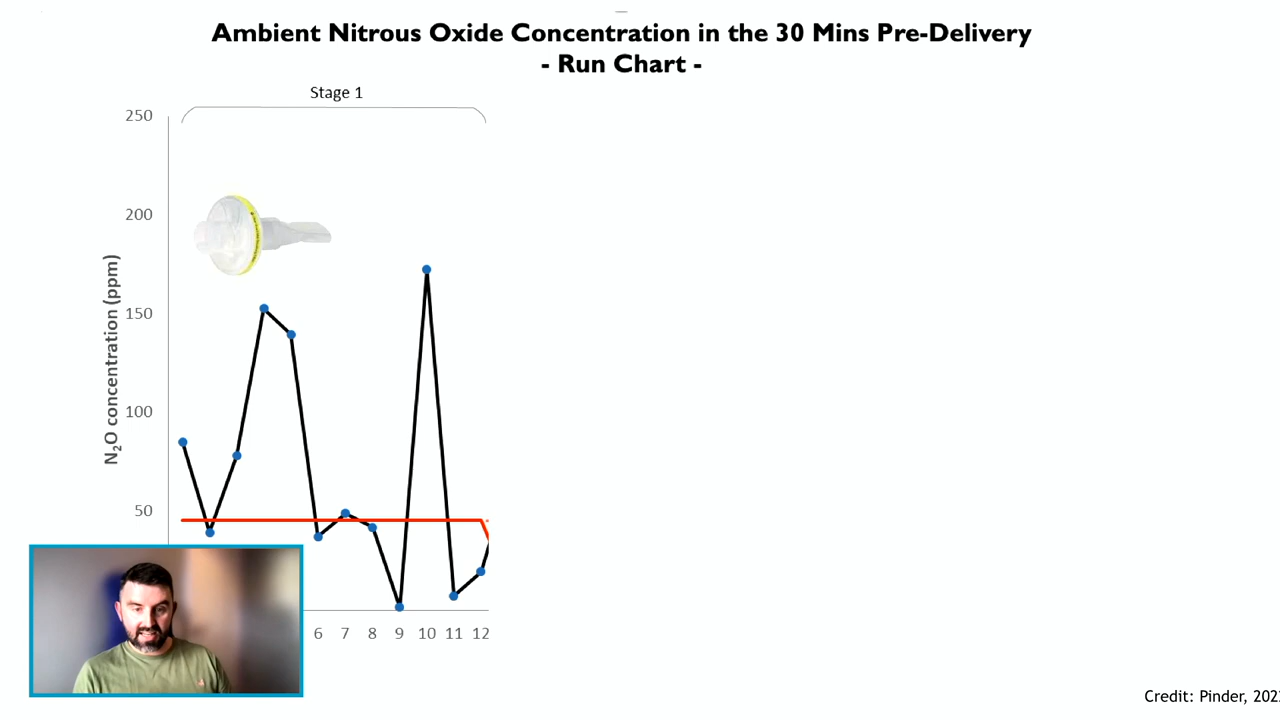 Ambient Nitrous Oxide Concentration in the 30 Mins Pre-Delivery
- Run Chart -
Stage 1
250
200
150
100
50
N₂O concentration (ppm)
6 7 8 9 10 11 12
Credit: Pinder, 202